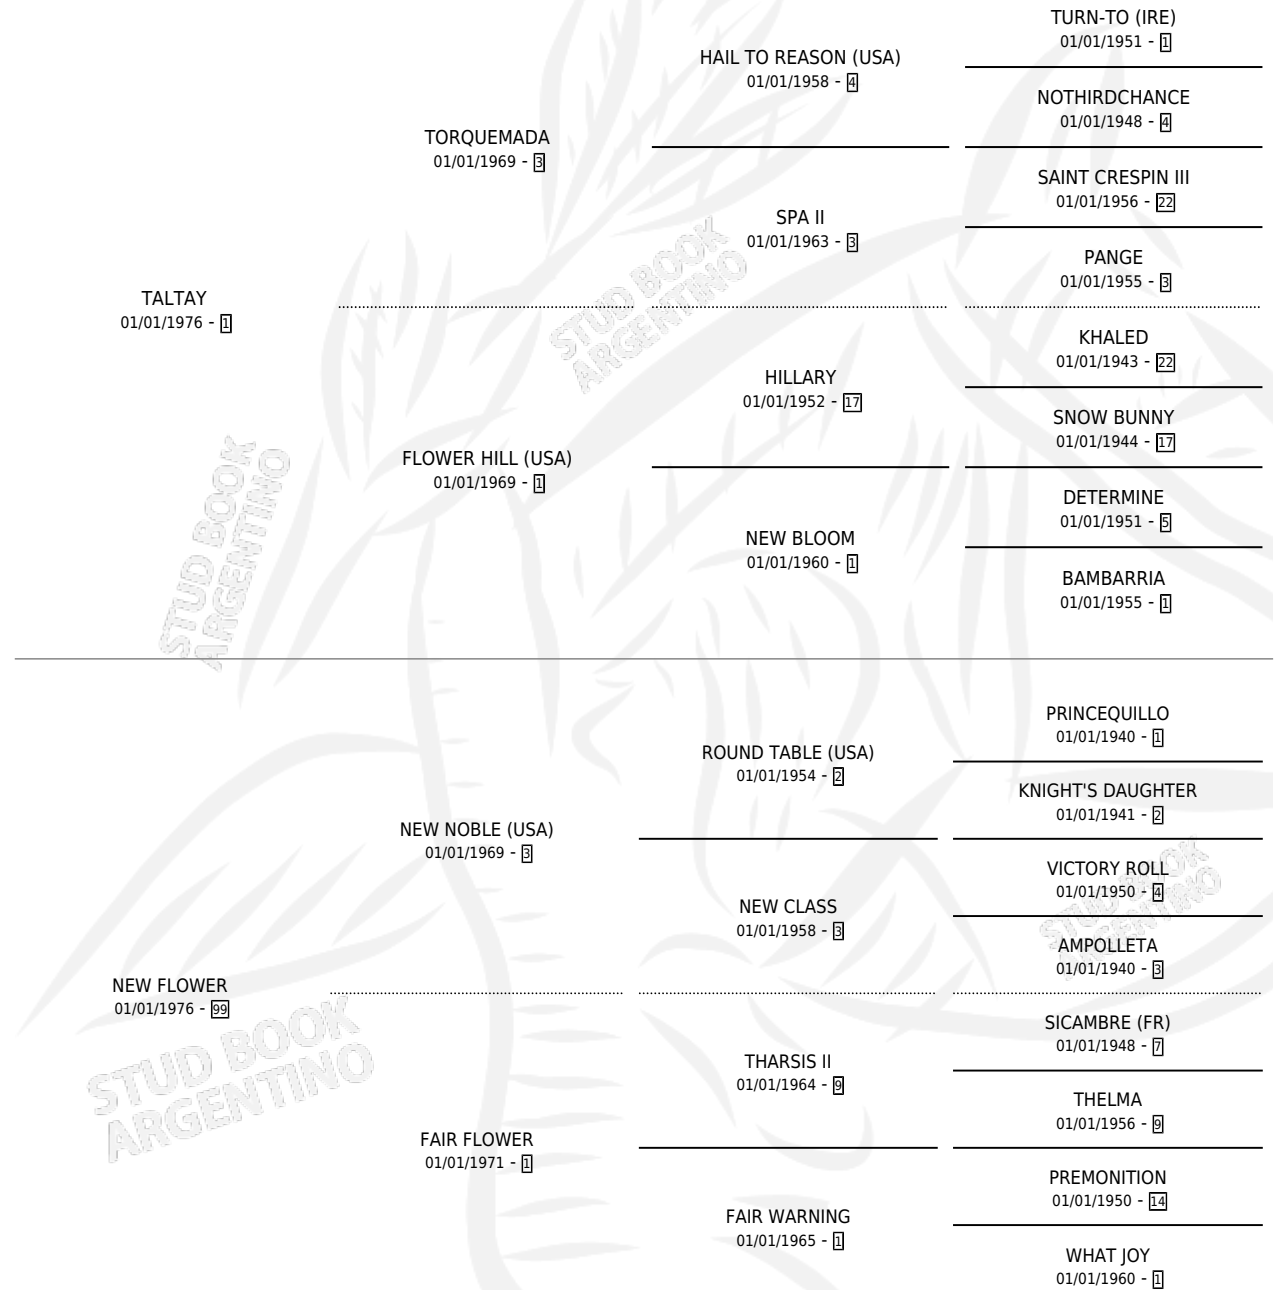 TURN-TO (IRE)
01/01/1951 - 1
HAIL TO REASON (USA)
01/01/1958 - 4
NOTHIRDCHANCE
01/01/1948 - 4
TORQUEMADA
01/01/1969 - 3
SAINT CRESPIN III
01/01/1956 - 22
SPA II
01/01/1963 - 3
PANGE
01/01/1955 - 3
TALTAY
01/01/1976 - 1
KHALED
01/01/1943 - 22
HILLARY
01/01/1952 - 17
SNOW BUNNY
01/01/1944 - 17
FLOWER HILL (USA)
01/01/1969 - 1
DETERMINE
01/01/1951 - 5
NEW BLOOM
01/01/1960 - 1
BAMBARRIA
01/01/1955 - 1
PRINCEQUILLO
01/01/1940 - 1
ROUND TABLE (USA)
01/01/1954 - 2
KNIGHT'S DAUGHTER
01/01/1941 - 2
NEW NOBLE (USA)
01/01/1969 - 3
VICTORY ROLL
01/01/1950 - 4
NEW CLASS
01/01/1958 - 3
AMPOLLETA
01/01/1940 - 3
NEW FLOWER
01/01/1976 - 99
SICAMBRE (FR)
01/01/1948 - 7
THARSIS II
01/01/1964 - 9
THELMA
01/01/1956 - 9
FAIR FLOWER
01/01/1971 - 1
PREMONITION
01/01/1950 - 14
FAIR WARNING
01/01/1965 - 1
WHAT JOY
01/01/1960 - 1
STUD BOOK
ARGENTINO
STUD BOOK
ARGENTINO
STUD BOOK
ARGENTINO
STUD BOOK
ARGENTINO